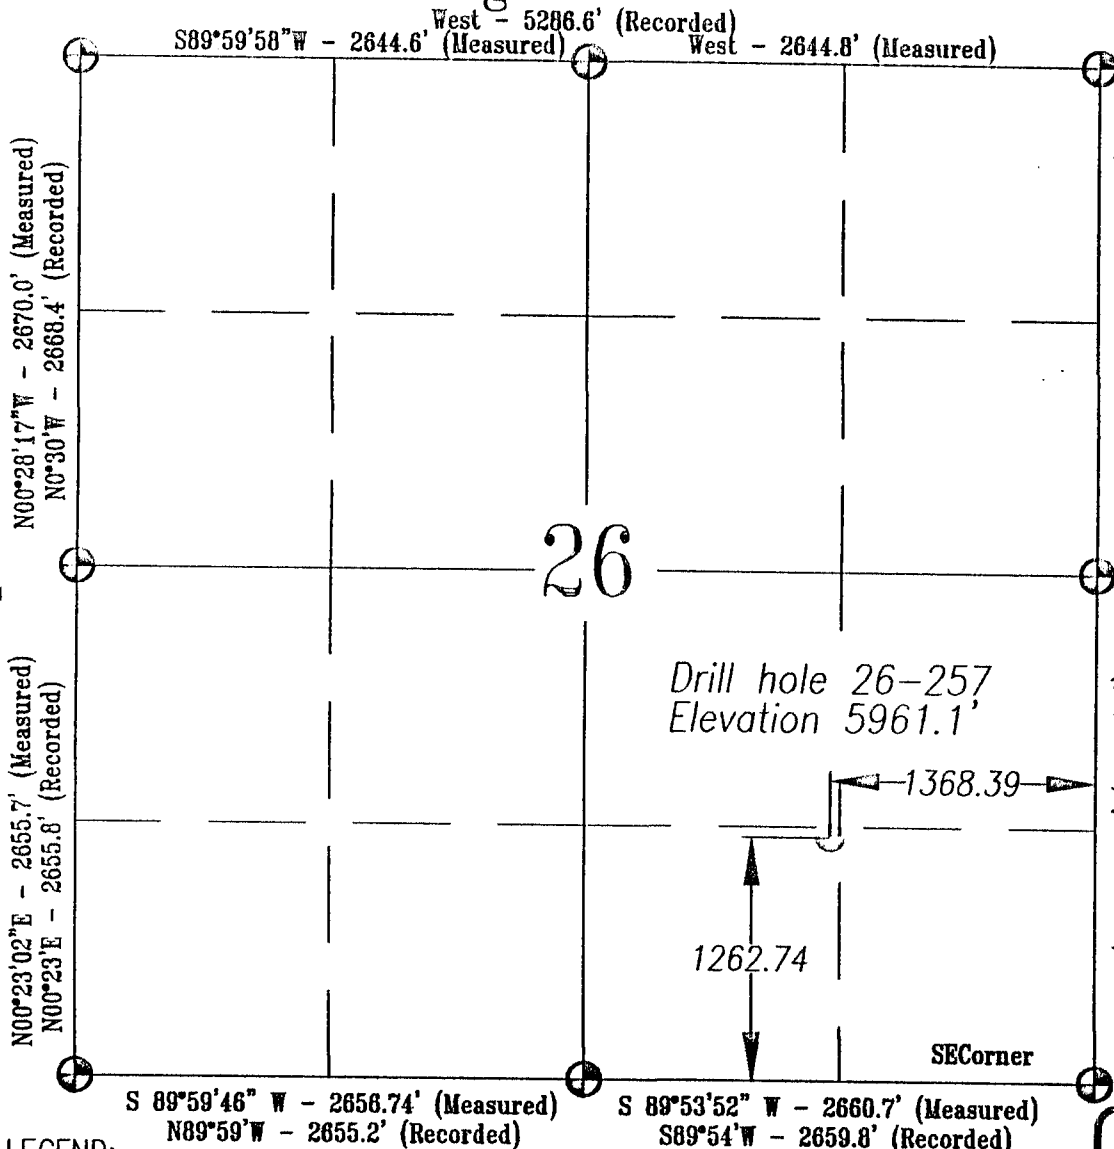 West - 5286.6' (Recorded)
S89°59'58"W - 2644.6' (Measured)
West - 2644.8' (Measured)
N00°28'17"W - 2670.0' (Measured)
N0°30'W - 2668.4' (Recorded)
26
Drill hole 26-257
Elevation 5961.1'
1368.39
N00°23'02"E - 2655.7' (Measured)
N00°23'E - 2655.8' (Recorded)
1262.74
SECorner
S 89°59'46" W - 2656.74' (Measured)
N89°59'W - 2655.2' (Recorded)
S 89°53'52" W - 2660.7' (Measured)
S89°54'W - 2659.8' (Recorded)
LEGEND: